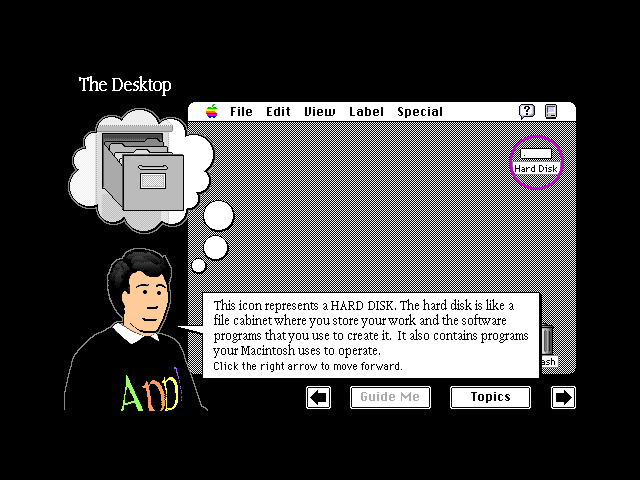 The Desktop
File Edit View Label Special
Hard Disk
This icon represents a HARD DISK. The hard disk is like a
file cabinet where you store your work and the software
programs that you use to create it. It also contains programs
your Macintosh uses to operate.
Click the right arrow to move forward.
ash
Appl
Guide Me
Topics